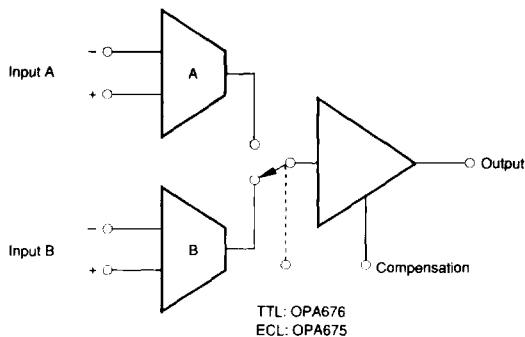 Input A
−
+
A
Output
Input B
−
+
B
Compensation
TTL: OPA676
ECL: OPA675